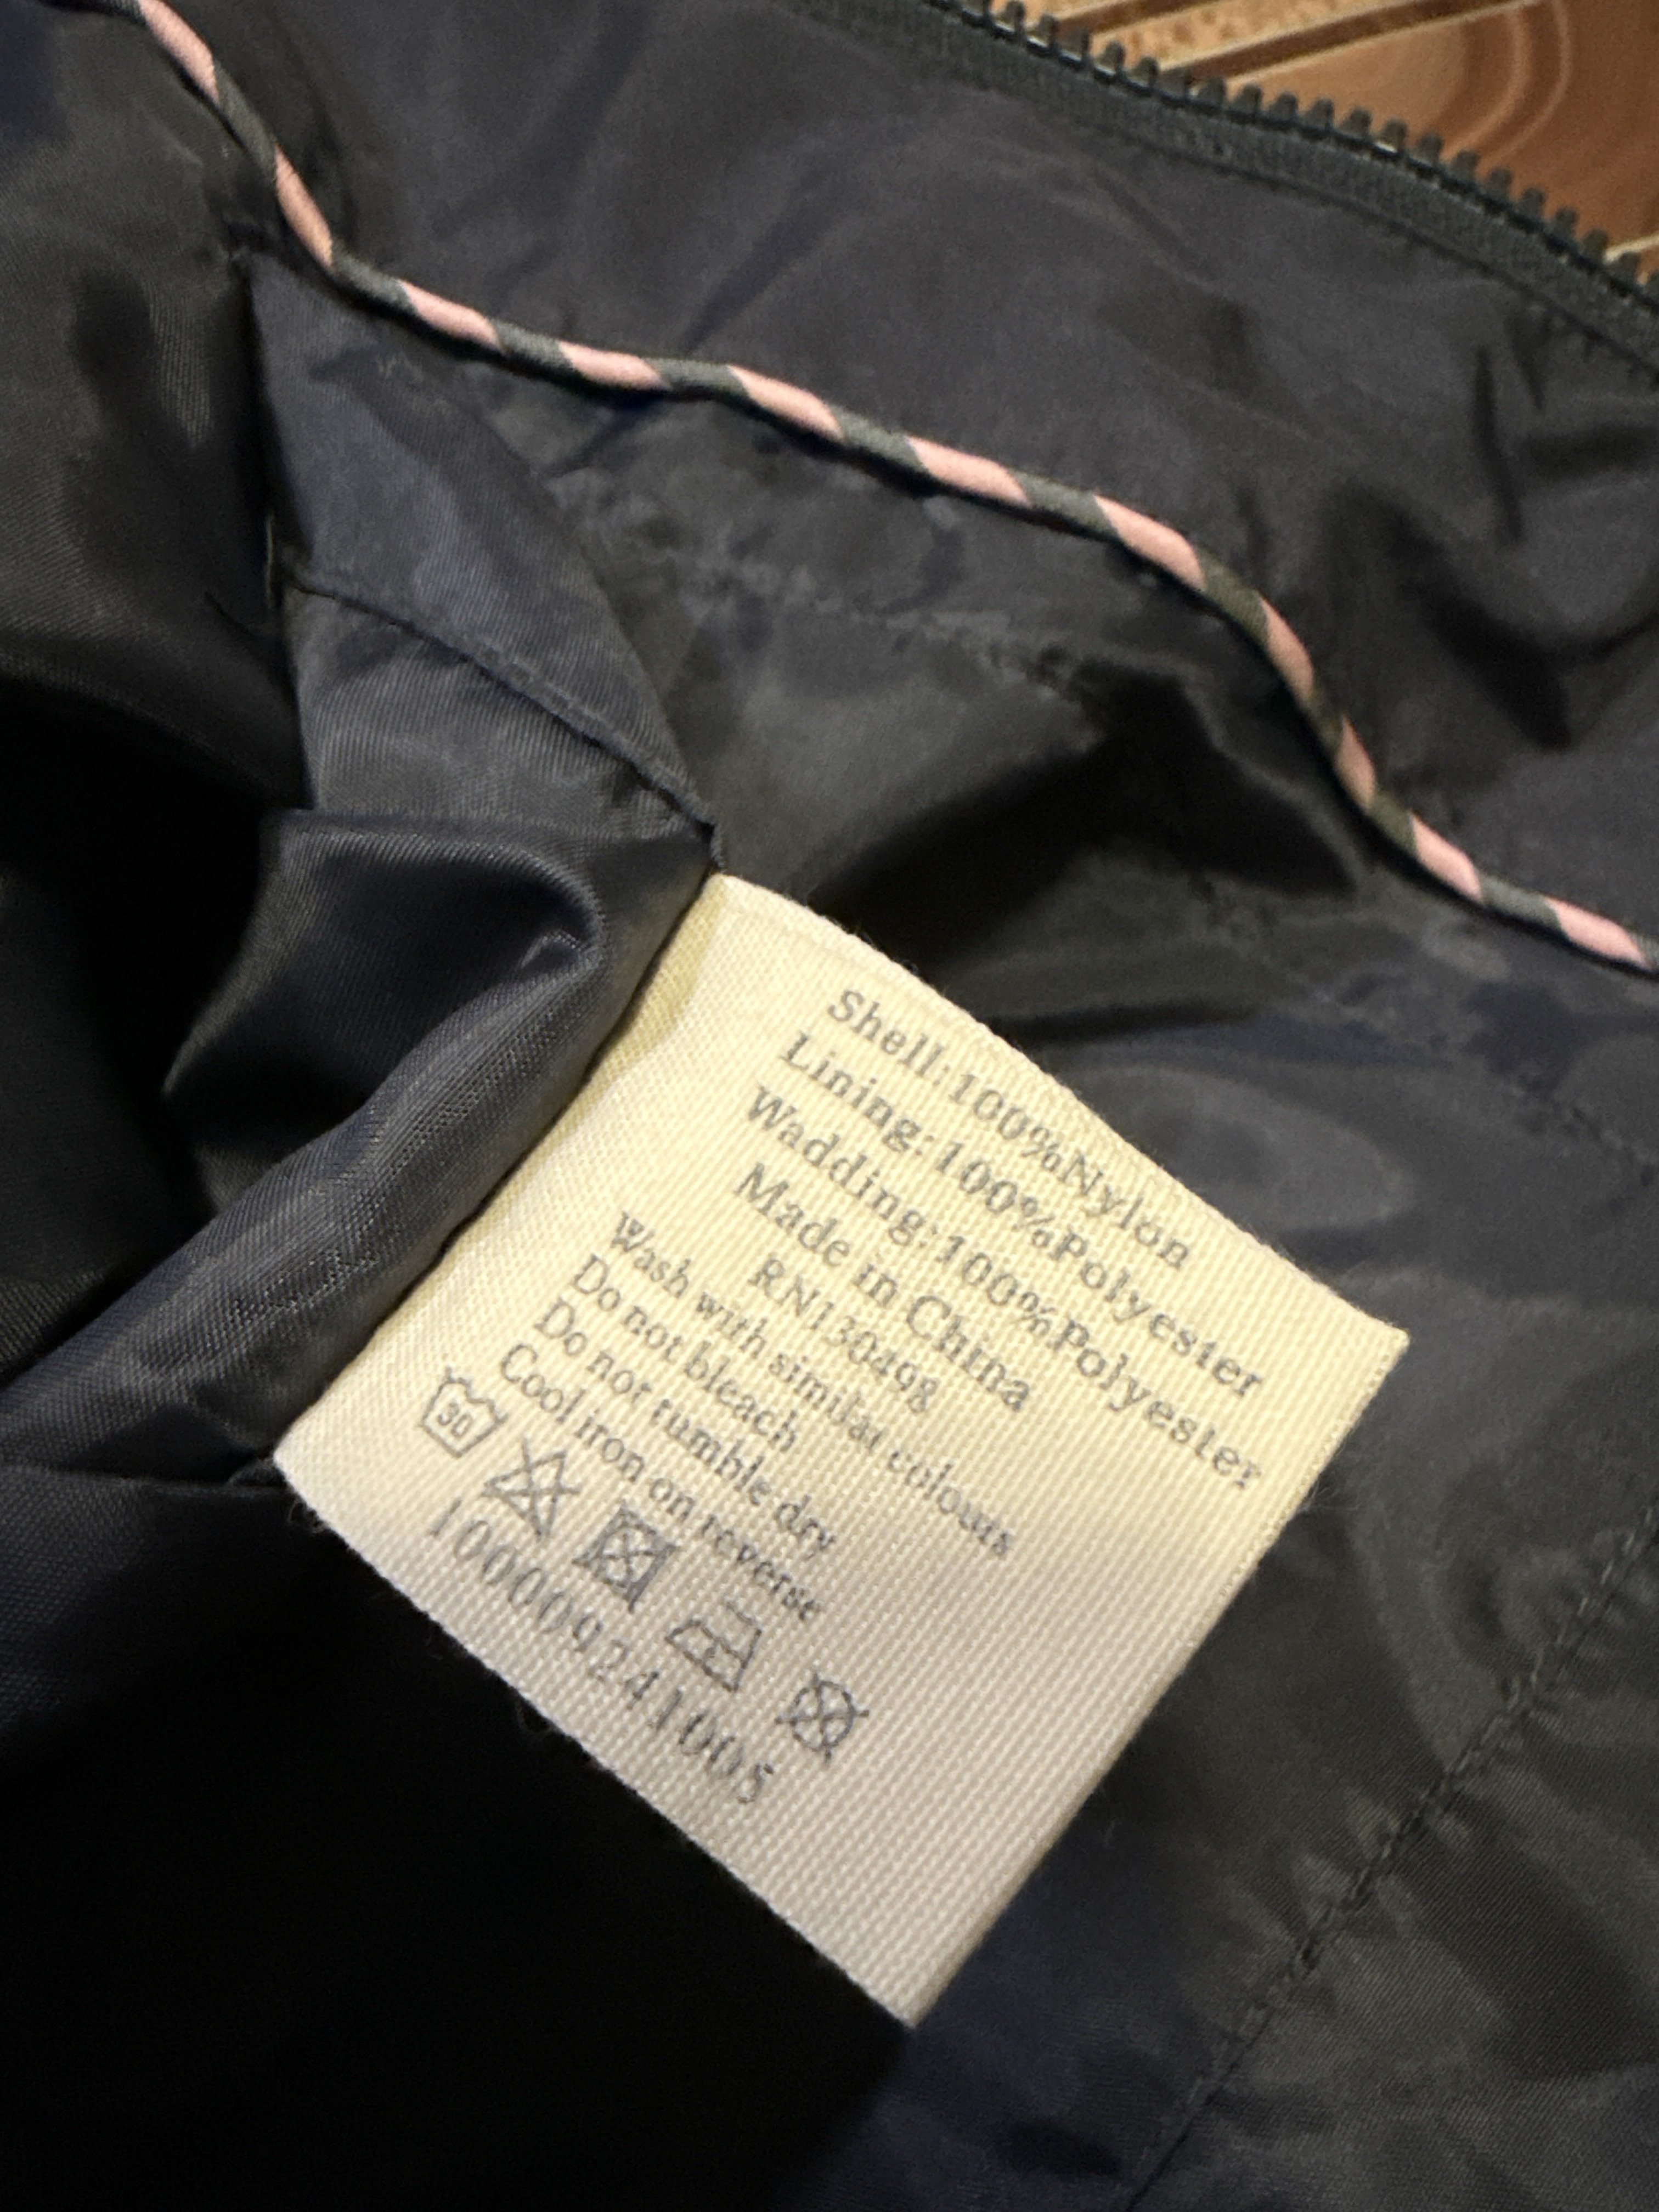 Shell:100%Nylon
Lining:100%Polyester
Wadding:100%Polyester
Made in China
RN130498
Wash with similar colours
Do not bleach
Do not tumble dry
Cool iron on reverse
30
100009241005